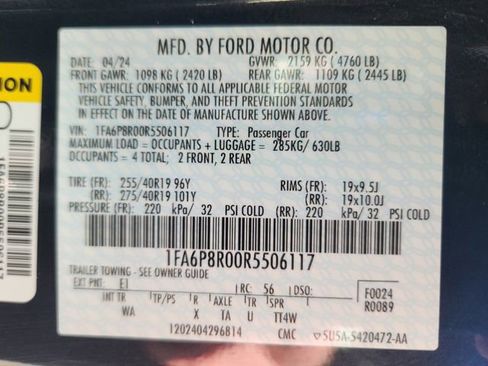 MFD. BY FORD MOTOR CO.
DATE: 04/24 GVWR: 2159 KG ( 4760 LB)
FRONT GAWR: 1098 KG ( 2420 LB) REAR GAWR: 1109 KG ( 2445 LB)
THIS VEHICLE CONFORMS TO ALL APPLICABLE FEDERAL MOTOR
VEHICLE SAFETY, BUMPER, AND THEFT PREVENTION STANDARDS
IN EFFECT ON THE DATE OF MANUFACTURE SHOWN ABOVE.
VIN: 1FA6P8R00R5506117 TYPE: Passenger Car
MAXIMUM LOAD = OCCUPANTS + LUGGAGE = 285KG/ 630LB
OCCUPANTS = 4 TOTAL; 2 FRONT, 2 REAR
TIRE (FR): 255/40R19 96Y RIMS (FR): 19x9.5J
(RR): 275/40R19 101Y (RR): 19x10.0J
PRESSURE (FR): 220 kPa/ 32 PSI COLD (RR): 220 kPa/ 32 PSI COLD
1FA6P8R00R5506117
TRAILER TOWING - SEE OWNER GUIDE
EXT PNT: E1 RC: 56 DSO: F0024
INT TR TP/PS R AXLE TR SPR R0089
WA X TA U TT4W
1202404296814 CMC 5U5A-5420472-AA